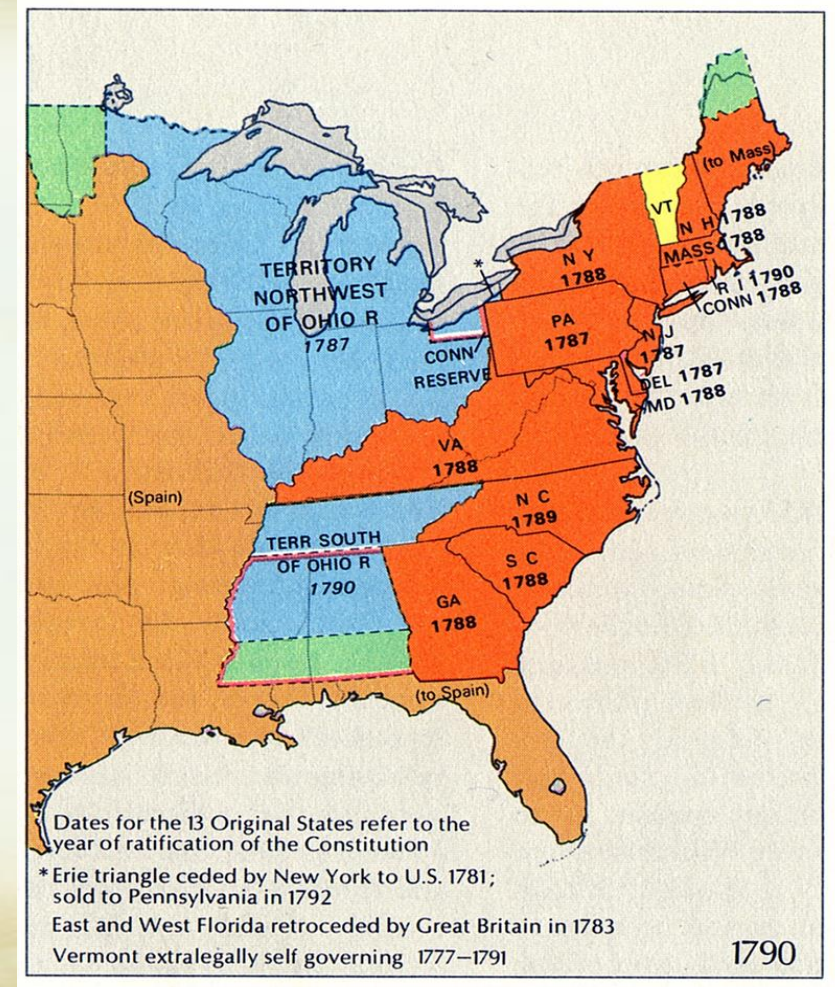 (to Mass)
VT
N H 1788
MASS 1788
R I 1790
CONN 1788
N Y
1788
*
TERRITORY
NORTHWEST
OF OHIO R
1787
PA
1787
N J
1787
CONN
RESERVE
DEL 1787
MD 1788
VA
1788
(Spain)
N C
1789
TERR SOUTH
OF OHIO R
1790
S C
1788
GA
1788
(to Spain)
Dates for the 13 Original States refer to the
year of ratification of the Constitution
* Erie triangle ceded by New York to U.S. 1781;
sold to Pennsylvania in 1792
East and West Florida retroceded by Great Britain in 1783
Vermont extralegally self governing 1777–1791
1790